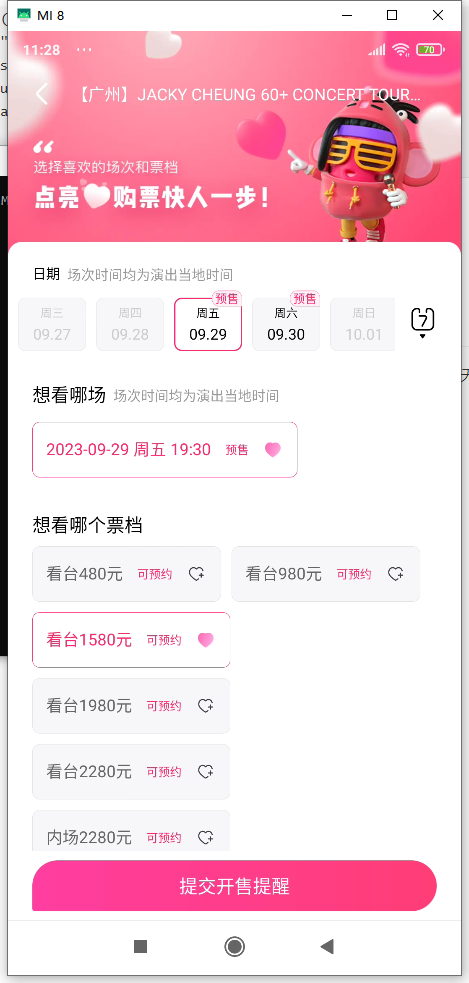 MI 8
11:28 ... 70
【广州】JACKY CHEUNG 60+ CONCERT TOUR...
选择喜欢的场次和票档
点亮 购票快人一步!
日期 场次时间均为演出当地时间
预售 预售
周三 周四 周五 周六 周日
09.27 09.28 09.29 09.30 10.01
7
想看哪场 场次时间均为演出当地时间
2023-09-29 周五 19:30 预售
想看哪个票档
看台480元 可预约 看台980元 可预约
看台1580元 可预约
看台1980元 可预约
看台2280元 可预约
内场2280元 可预约
提交开售提醒